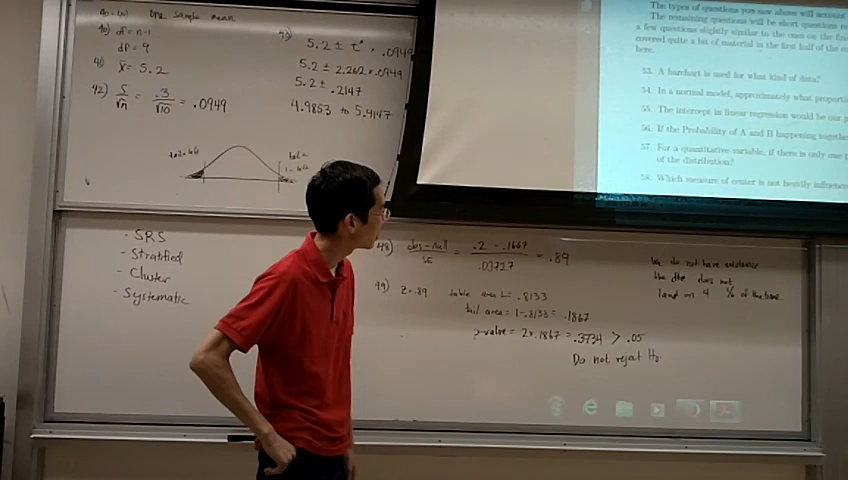 One Sample mean
40) df = n-1
df = 9
41) x̄ = 5.2
42) s/√n = .3/√10 = .0949
43)
5.2 ± t* × .0949
5.2 ± 2.262 × .0949
5.2 ± .2147
4.9853 to 5.4147
- SRS
- Stratified
- Cluster
- Systematic
48) obs-null/SE = .2 - .1667/.03727 = .89
49) z = .89 table area L = .8133
tail area = 1-.8133 = .1867
p-value = 2×.1867 = .3734 > .05
Do not reject H₀
We do not have evidence
the die does not
land on 4 1/6 of the time
The types of questions you saw above will account
The remaining questions will be short questions
a few questions slightly similar to the ones on the
covered quite a bit of material in the first half of the
here.
53. A barchart is used for what kind of data?
54. In a normal model, approximately what
55. The intercept in linear regression would be our
56. If the Probability of A and B happening together
57. For a quantitative variable, if there is only one
of the distribution?
58. Which measure of center is not heavily